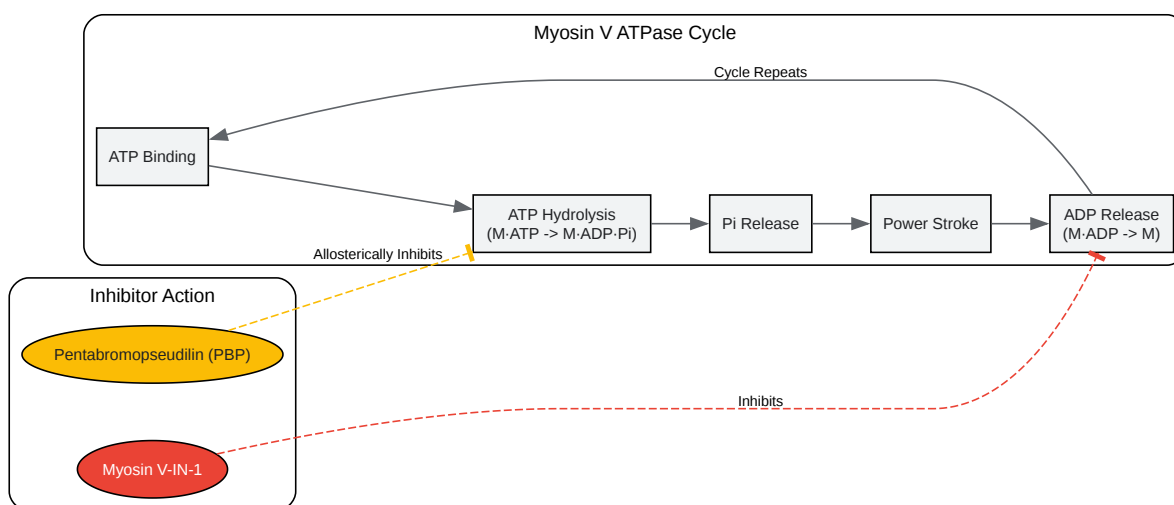 Myosin V ATPase Cycle
Cycle Repeats
ATP Binding
ATP Hydrolysis
(M·ATP -> M·ADP·Pi)
Pi Release
Power Stroke
ADP Release
(M·ADP -> M)
Allosterically Inhibits
Inhibitor Action
Pentabromopseudilin (PBP)
Inhibits
Myosin V-IN-1